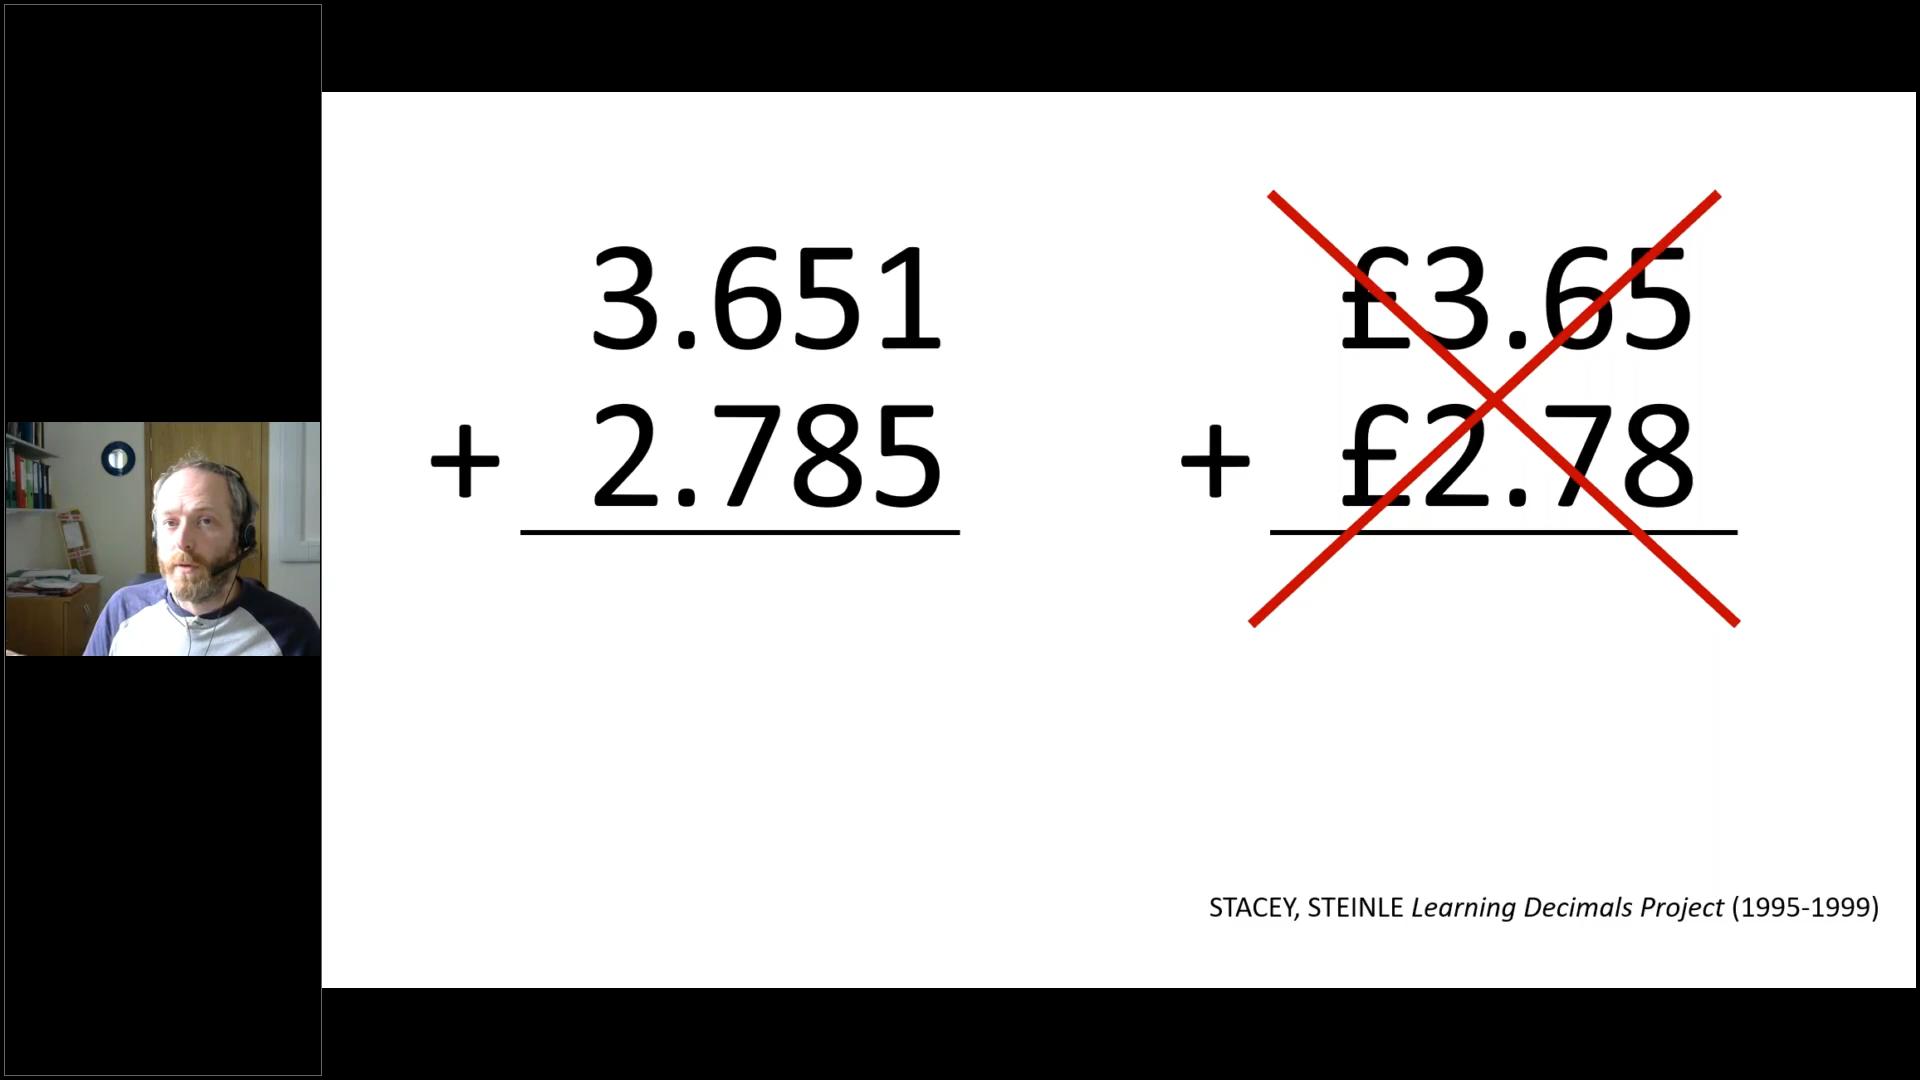 3.651
+ 2.785
£3.65
+ £2.78
STACEY, STEINLE Learning Decimals Project (1995-1999)